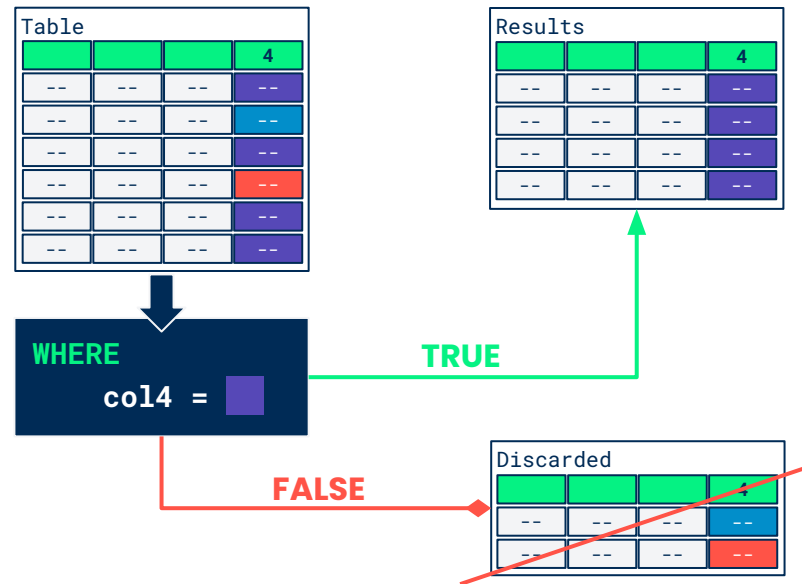 Table
4
-- -- -- --
-- -- -- --
-- -- -- --
-- -- -- --
-- -- -- --
-- -- -- --
Results
4
-- -- -- --
-- -- -- --
-- -- -- --
-- -- -- --
WHERE
col4 =
TRUE
FALSE
Discarded
4
-- -- -- --
-- -- -- --